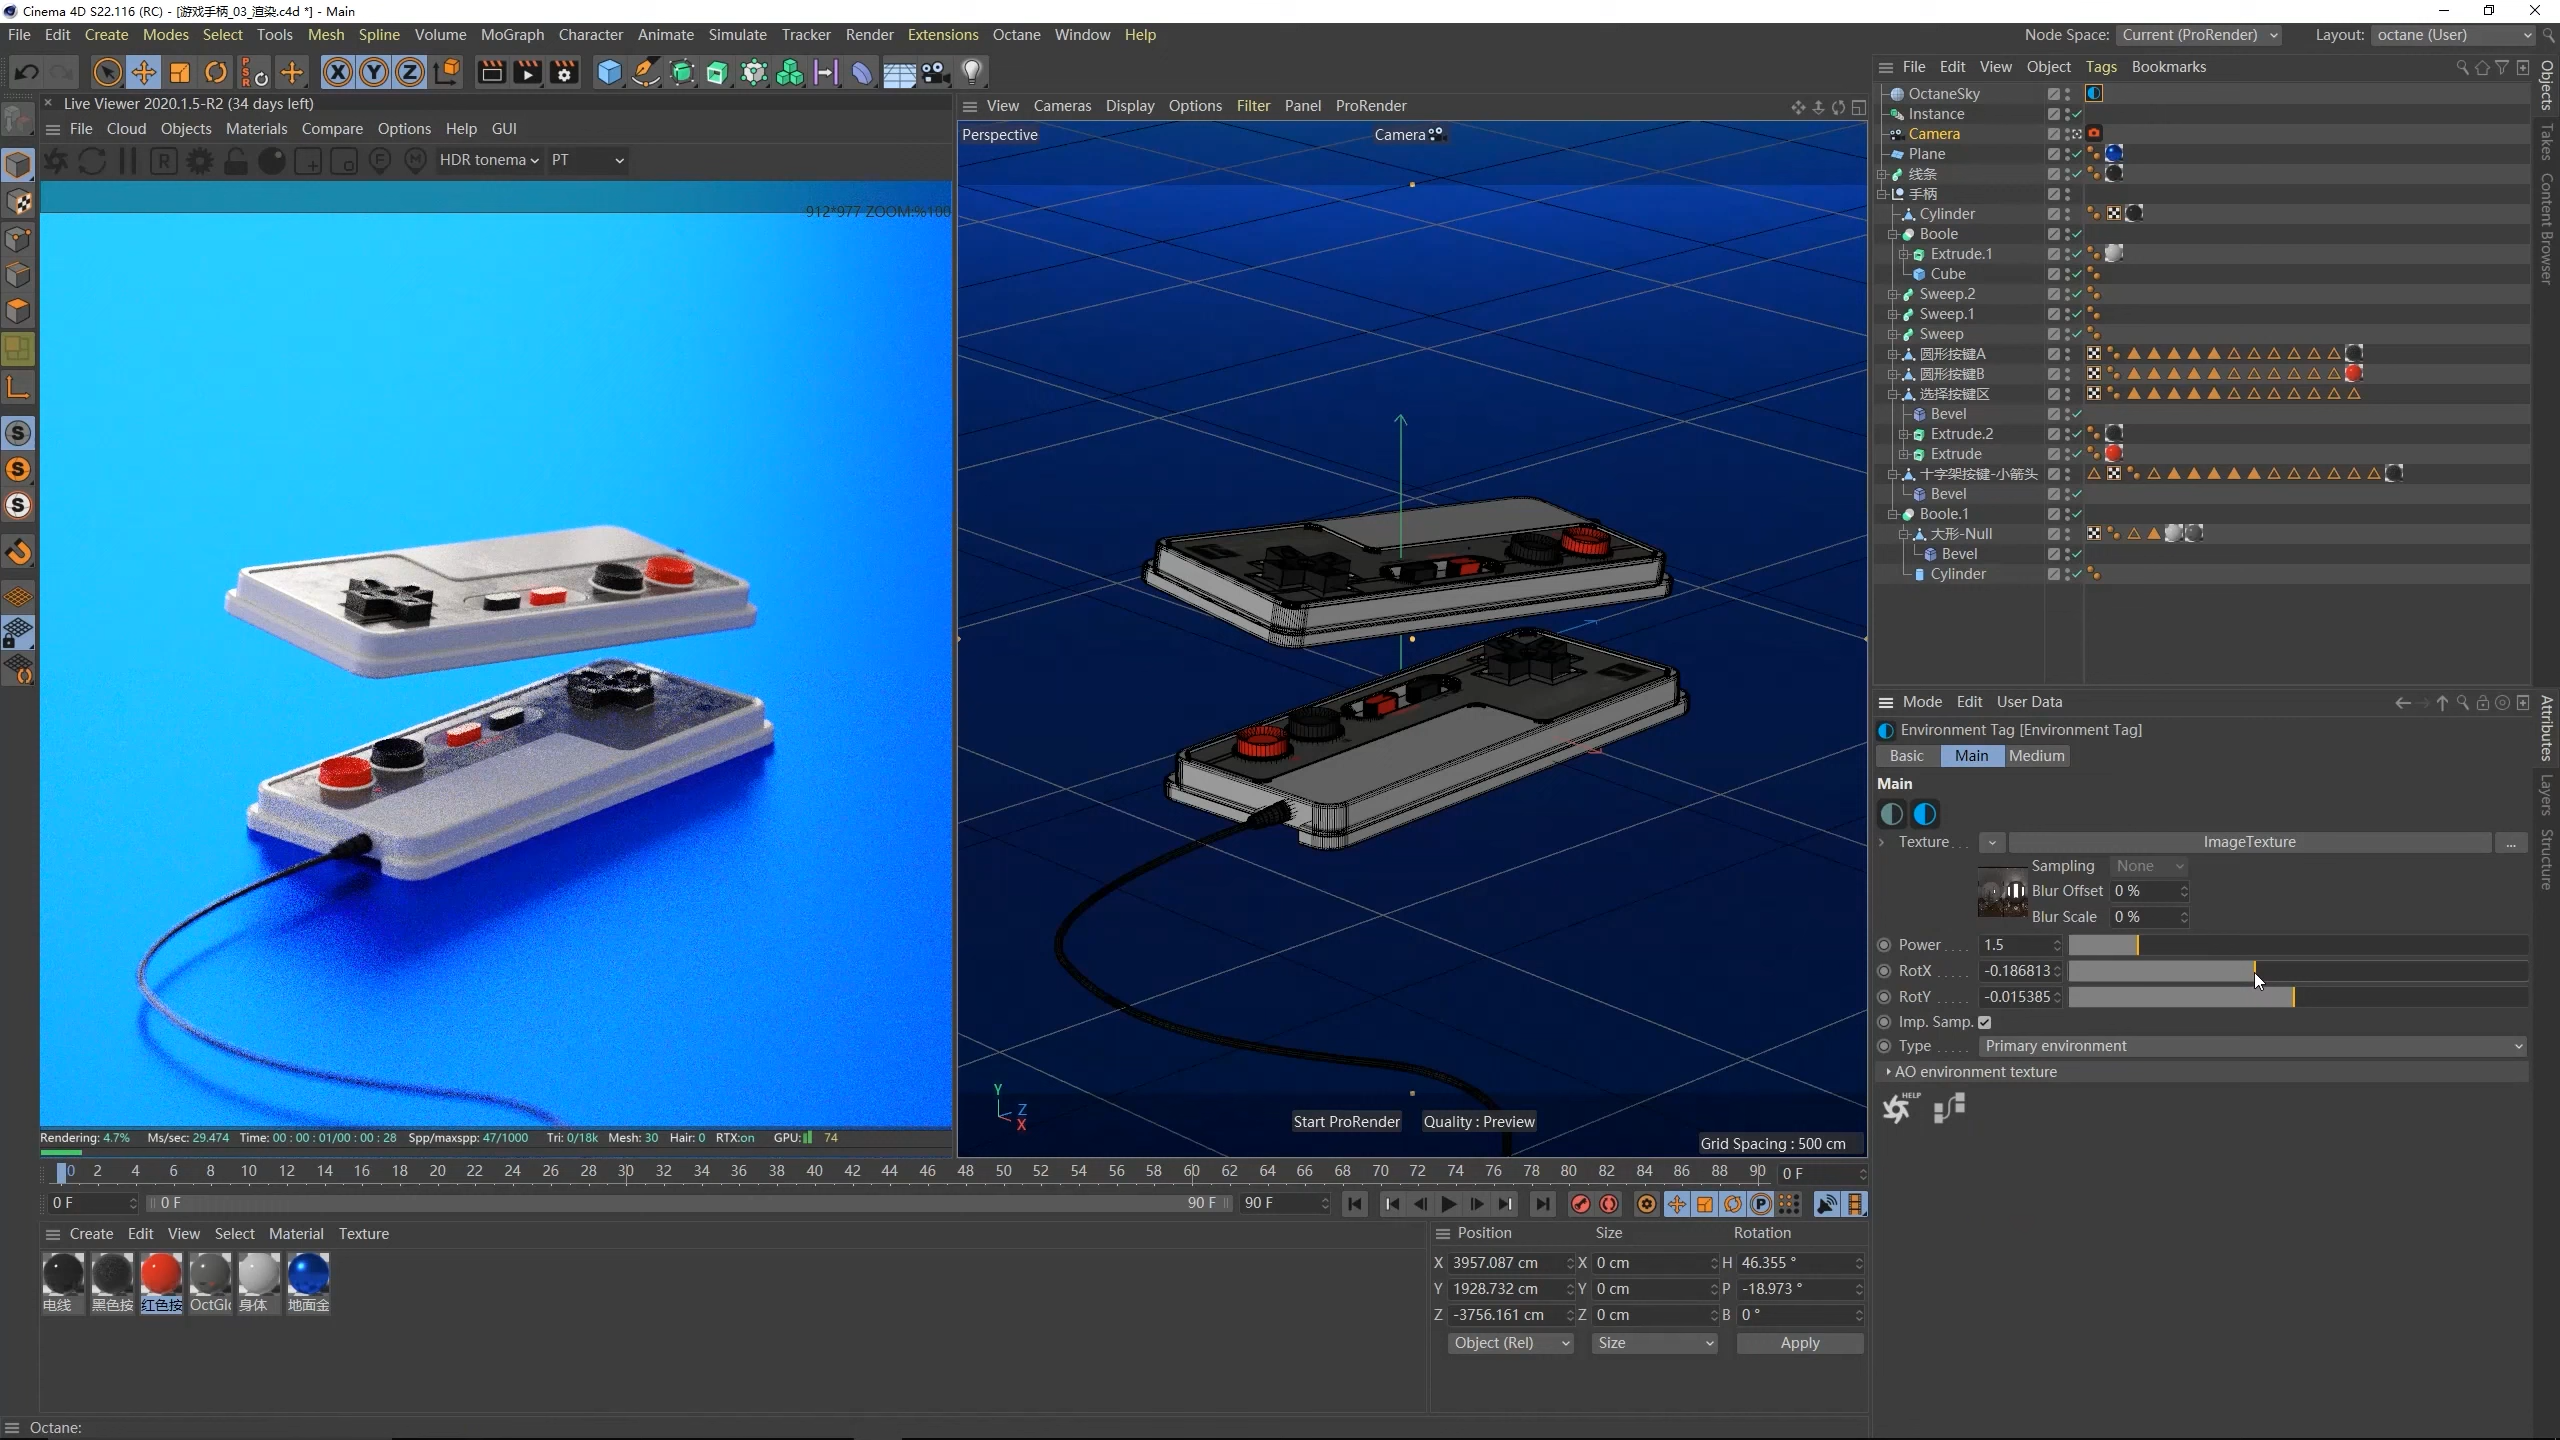 Cinema 4D S22.116 (RC) - [游戏手柄_03_渲染.c4d *] - Main
File Edit Create Modes Select Tools Mesh Spline Volume MoGraph Character Animate Simulate Tracker Render Extensions Octane Window Help
Node Space: Current (ProRender) Layout: octane (User)
PSR X Y Z
File Edit View Object Tags Bookmarks
Live Viewer 2020.1.5-R2 (34 days left)
File Cloud Objects Materials Compare Options Help GUI
R F M HDR tonema PT
912*977 ZOOM:%100
View Cameras Display Options Filter Panel ProRender
Perspective
Camera
Y
Z
X
Start ProRender
Quality : Preview
Grid Spacing : 500 cm
OctaneSky
Instance
Camera
Plane
线条
手柄
Cylinder
Boole
Extrude.1
Cube
Sweep.2
Sweep.1
Sweep
圆形按键A
圆形按键B
选择按键区
Bevel
Extrude.2
Extrude
十字架按键-小箭头
Bevel
Boole.1
大形-Null
Bevel
Cylinder
Objects
Takes
Content Browser
Mode Edit User Data
Environment Tag [Environment Tag]
Basic Main Medium
Main
Texture . . . ImageTexture ...
Sampling None
Blur Offset 0 %
Blur Scale 0 %
Power . . . . 1.5
RotX . . . . . -0.186813
RotY . . . . . -0.015385
Imp. Samp.
Type . . . . . Primary environment
AO environment texture
HELP
Attributes
Layers
Structure
Rendering: 4.7% Ms/sec: 29.474 Time: 00 : 00 : 01/00 : 00 : 28 Spp/maxspp: 47/1000 Tri: 0/18k Mesh: 30 Hair: 0 RTX:on GPU: 74
0 2 4 6 8 10 12 14 16 18 20 22 24 26 28 30 32 34 36 38 40 42 44 46 48 50 52 54 56 58 60 62 64 66 68 70 72 74 76 78 80 82 84 86 88 90 0 F
0 F 0 F 90 F 90 F
Create Edit View Select Material Texture
电线 黑色按 红色按 OctGlo 身体 地面金
Position Size Rotation
X 3957.087 cm X 0 cm H 46.355 °
Y 1928.732 cm Y 0 cm P -18.973 °
Z -3756.161 cm Z 0 cm B 0 °
Object (Rel) Size Apply
Octane: